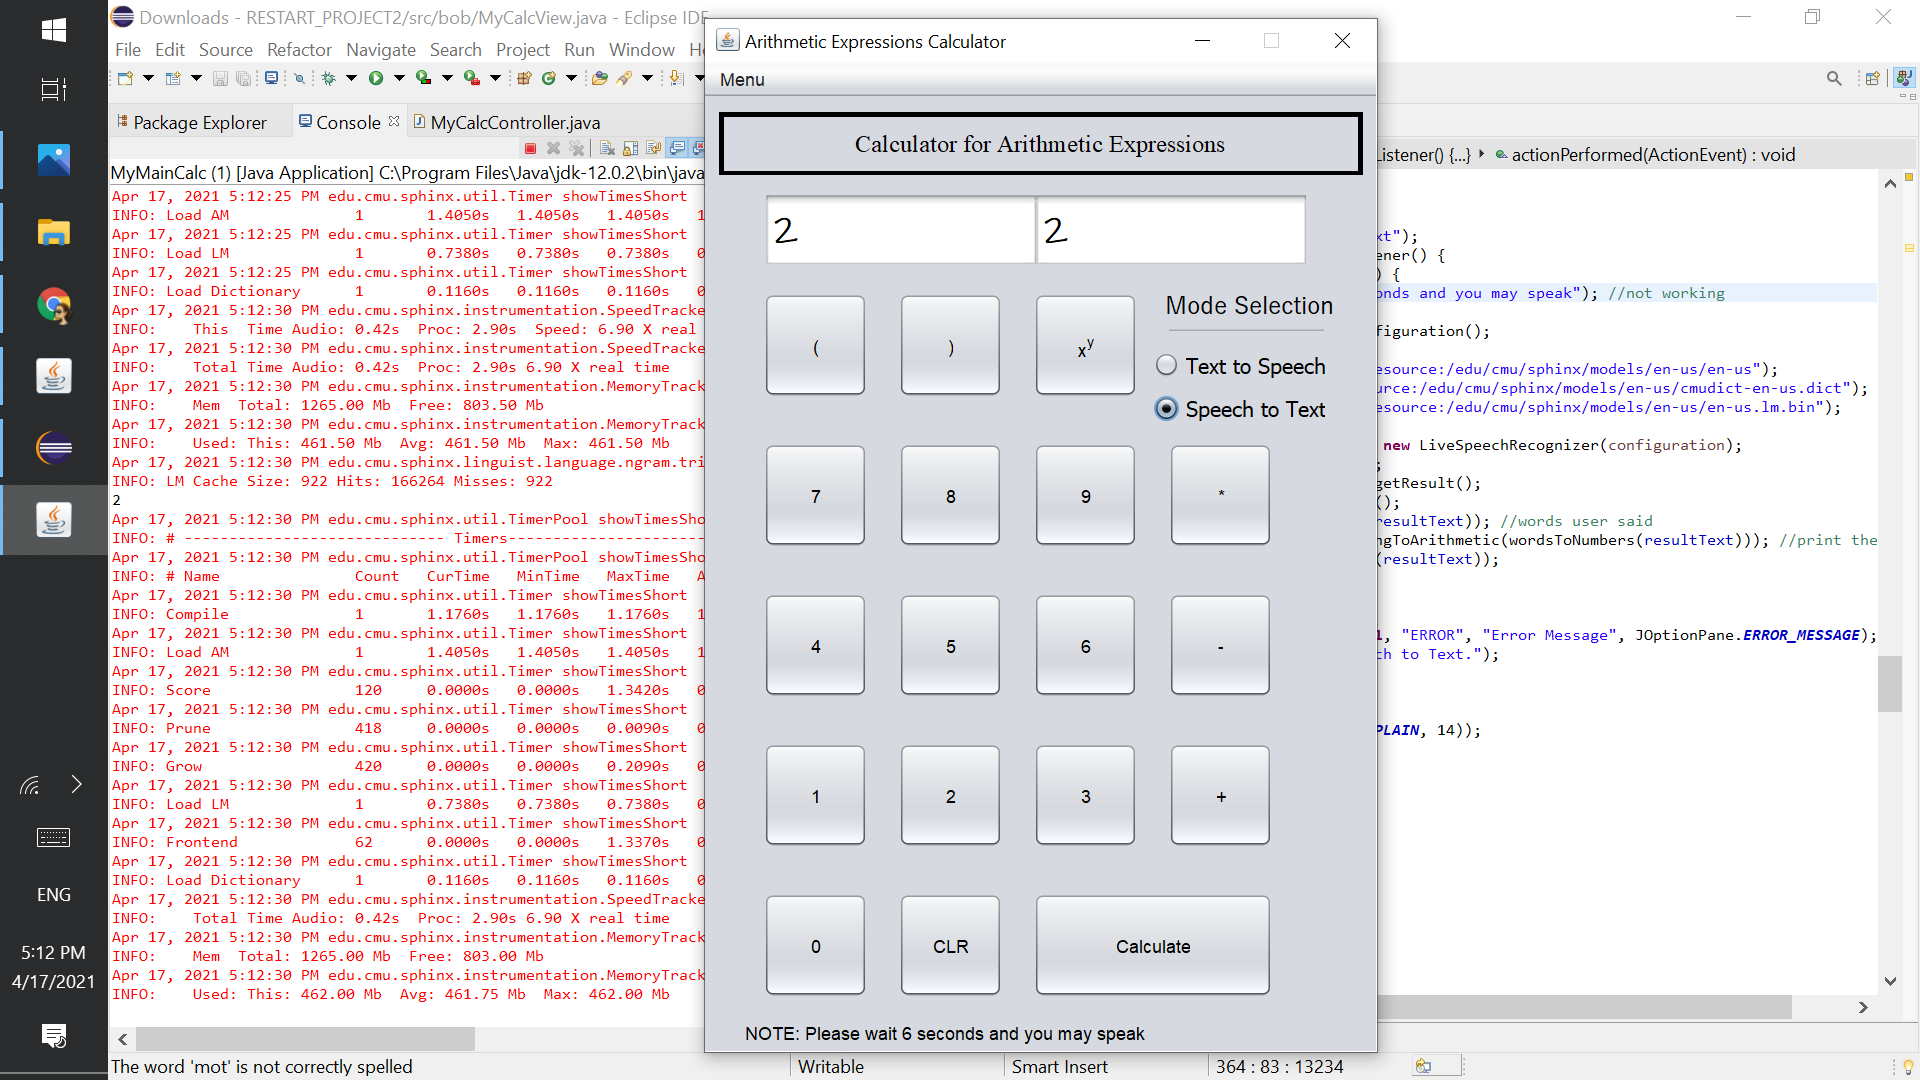 Downloads - RESTART_PROJECT2/src/bob/MyCalcView.java - Eclipse IDE
File Edit Source Refactor Navigate Search Project Run Window
Package Explorer
Console
MyCalcController.java
MyMainCalc (1) [Java Application] C:\Program Files\Java\jdk-12.0.2\bin\java
Apr 17, 2021 5:12:25 PM edu.cmu.sphinx.util.Timer showTimesShort
INFO: Load AM 1 1.4050s 1.4050s 1.4050s 1
Apr 17, 2021 5:12:25 PM edu.cmu.sphinx.util.Timer showTimesShort
INFO: Load LM 1 0.7380s 0.7380s 0.7380s 0
Apr 17, 2021 5:12:25 PM edu.cmu.sphinx.util.Timer showTimesShort
INFO: Load Dictionary 1 0.1160s 0.1160s 0.1160s 0
Apr 17, 2021 5:12:30 PM edu.cmu.sphinx.instrumentation.SpeedTracke
INFO: This Time Audio: 0.42s Proc: 2.90s Speed: 6.90 X real
Apr 17, 2021 5:12:30 PM edu.cmu.sphinx.instrumentation.SpeedTracke
INFO: Total Time Audio: 0.42s Proc: 2.90s 6.90 X real time
Apr 17, 2021 5:12:30 PM edu.cmu.sphinx.instrumentation.MemoryTrack
INFO: Mem Total: 1265.00 Mb Free: 803.50 Mb
Apr 17, 2021 5:12:30 PM edu.cmu.sphinx.instrumentation.MemoryTrack
INFO: Used: This: 461.50 Mb Avg: 461.50 Mb Max: 461.50 Mb
Apr 17, 2021 5:12:30 PM edu.cmu.sphinx.linguist.language.ngram.tri
INFO: LM Cache Size: 922 Hits: 166264 Misses: 922
2
Apr 17, 2021 5:12:30 PM edu.cmu.sphinx.util.TimerPool showTimesSho
INFO: # ----------------------------- Timers----------------------
Apr 17, 2021 5:12:30 PM edu.cmu.sphinx.util.TimerPool showTimesSho
INFO: # Name Count CurTime MinTime MaxTime A
Apr 17, 2021 5:12:30 PM edu.cmu.sphinx.util.Timer showTimesShort
INFO: Compile 1 1.1760s 1.1760s 1.1760s 1
Apr 17, 2021 5:12:30 PM edu.cmu.sphinx.util.Timer showTimesShort
INFO: Load AM 1 1.4050s 1.4050s 1.4050s 1
Apr 17, 2021 5:12:30 PM edu.cmu.sphinx.util.Timer showTimesShort
INFO: Score 120 0.0000s 0.0000s 1.3420s 0
Apr 17, 2021 5:12:30 PM edu.cmu.sphinx.util.Timer showTimesShort
INFO: Prune 418 0.0000s 0.0000s 0.0090s 0
Apr 17, 2021 5:12:30 PM edu.cmu.sphinx.util.Timer showTimesShort
INFO: Grow 420 0.0000s 0.0000s 0.2090s 0
Apr 17, 2021 5:12:30 PM edu.cmu.sphinx.util.Timer showTimesShort
INFO: Load LM 1 0.7380s 0.7380s 0.7380s 0
Apr 17, 2021 5:12:30 PM edu.cmu.sphinx.util.Timer showTimesShort
INFO: Frontend 62 0.0000s 0.0000s 1.3370s 0
Apr 17, 2021 5:12:30 PM edu.cmu.sphinx.util.Timer showTimesShort
INFO: Load Dictionary 1 0.1160s 0.1160s 0.1160s 0
Apr 17, 2021 5:12:30 PM edu.cmu.sphinx.instrumentation.SpeedTracke
INFO: Total Time Audio: 0.42s Proc: 2.90s 6.90 X real time
Apr 17, 2021 5:12:30 PM edu.cmu.sphinx.instrumentation.MemoryTrack
INFO: Mem Total: 1265.00 Mb Free: 803.00 Mb
Apr 17, 2021 5:12:30 PM edu.cmu.sphinx.instrumentation.MemoryTrack
INFO: Used: This: 462.00 Mb Avg: 461.75 Mb Max: 462.00 Mb
Arithmetic Expressions Calculator
Menu
Calculator for Arithmetic Expressions
2 2
( ) xy
Mode Selection
Text to Speech
Speech to Text
7 8 9 *
4 5 6 -
1 2 3 +
0 CLR Calculate
NOTE: Please wait 6 seconds and you may speak
Listener() {...} actionPerformed(ActionEvent) : void
xt");
ener() {
) {
onds and you may speak"); //not working
figuration();
esource:/edu/cmu/sphinx/models/en-us/en-us");
urce:/edu/cmu/sphinx/models/en-us/cmudict-en-us.dict");
esource:/edu/cmu/sphinx/models/en-us/en-us.lm.bin");
new LiveSpeechRecognizer(configuration);
;
getResult();
();
resultText)); //words user said
ngToArithmetic(wordsToNumbers(resultText))); //print the
(resultText));
1, "ERROR", "Error Message", JOptionPane.ERROR_MESSAGE);
ch to Text.");
PLAIN, 14));
ENG
5:12 PM
4/17/2021
The word 'mot' is not correctly spelled
Writable
Smart Insert
364 : 83 : 13234